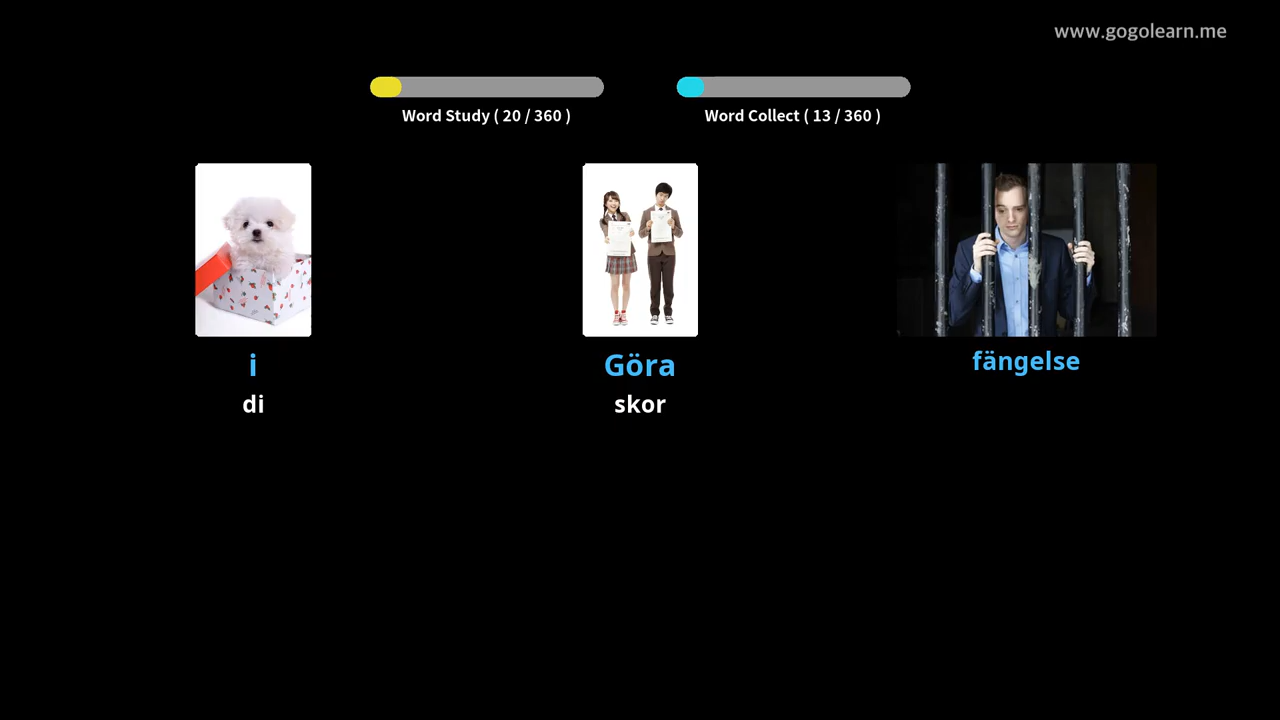 www.gogolearn.me
Word Study ( 20 / 360 )
Word Collect ( 13 / 360 )
i
di
Göra
skor
fängelse